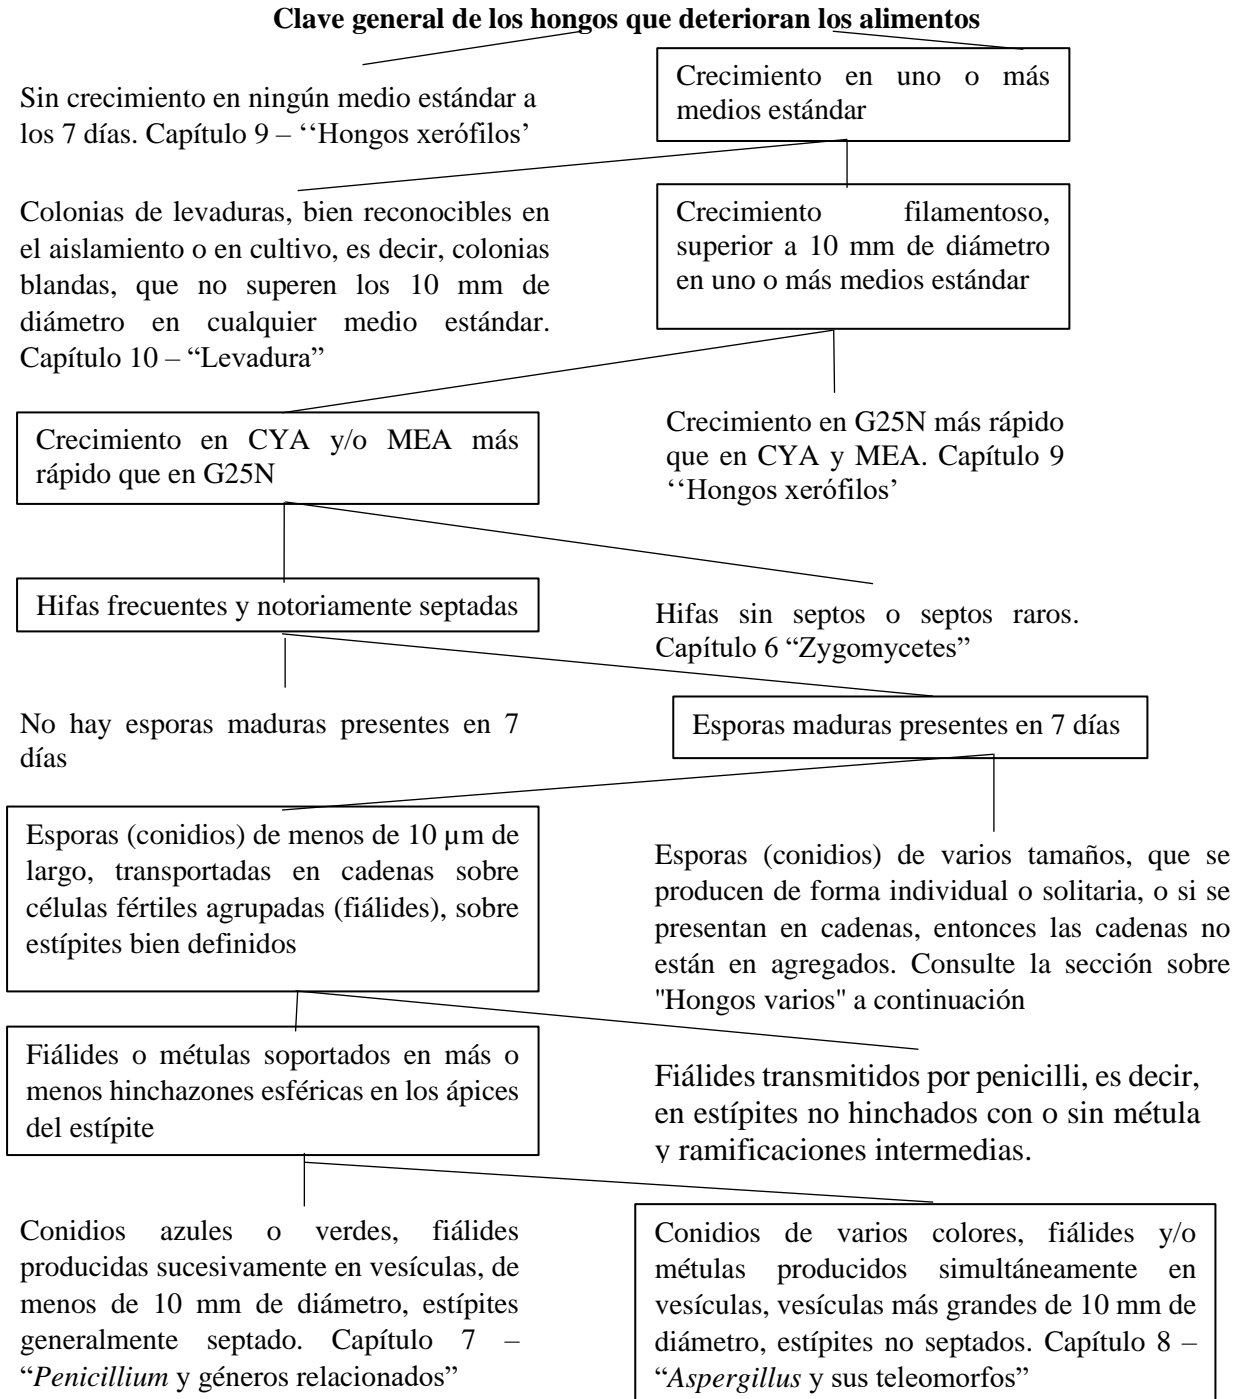 Clave general de los hongos que deterioran los alimentos
Sin crecimiento en ningún medio estándar a
los 7 días. Capítulo 9 – ‘‘Hongos xerófilos’
Crecimiento en uno o más
medios estándar
Colonias de levaduras, bien reconocibles en
el aislamiento o en cultivo, es decir, colonias
blandas, que no superen los 10 mm de
diámetro en cualquier medio estándar.
Capítulo 10 – “Levadura”
Crecimiento filamentoso,
superior a 10 mm de diámetro
en uno o más medios estándar
Crecimiento en CYA y/o MEA más
rápido que en G25N
Crecimiento en G25N más rápido
que en CYA y MEA. Capítulo 9
‘‘Hongos xerófilos’
Hifas frecuentes y notoriamente septadas
Hifas sin septos o septos raros.
Capítulo 6 “Zygomycetes”
No hay esporas maduras presentes en 7
días
Esporas maduras presentes en 7 días
Esporas (conidios) de menos de 10 µm de
largo, transportadas en cadenas sobre
células fértiles agrupadas (fiálides), sobre
estípites bien definidos
Esporas (conidios) de varios tamaños, que se
producen de forma individual o solitaria, o si se
presentan en cadenas, entonces las cadenas no
están en agregados. Consulte la sección sobre
"Hongos varios" a continuación
Fiálides o métulas soportados en más o
menos hinchazones esféricas en los ápices
del estípite
Fiálides transmitidos por penicilli, es decir,
en estípites no hinchados con o sin métula
y ramificaciones intermedias.
Conidios azules o verdes, fiálides
producidas sucesivamente en vesículas, de
menos de 10 mm de diámetro, estípites
generalmente septado. Capítulo 7 –
“Penicillium y géneros relacionados”
Conidios de varios colores, fiálides y/o
métulas producidos simultáneamente en
vesículas, vesículas más grandes de 10 mm de
diámetro, estípites no septados. Capítulo 8 –
“Aspergillus y sus teleomorfos”